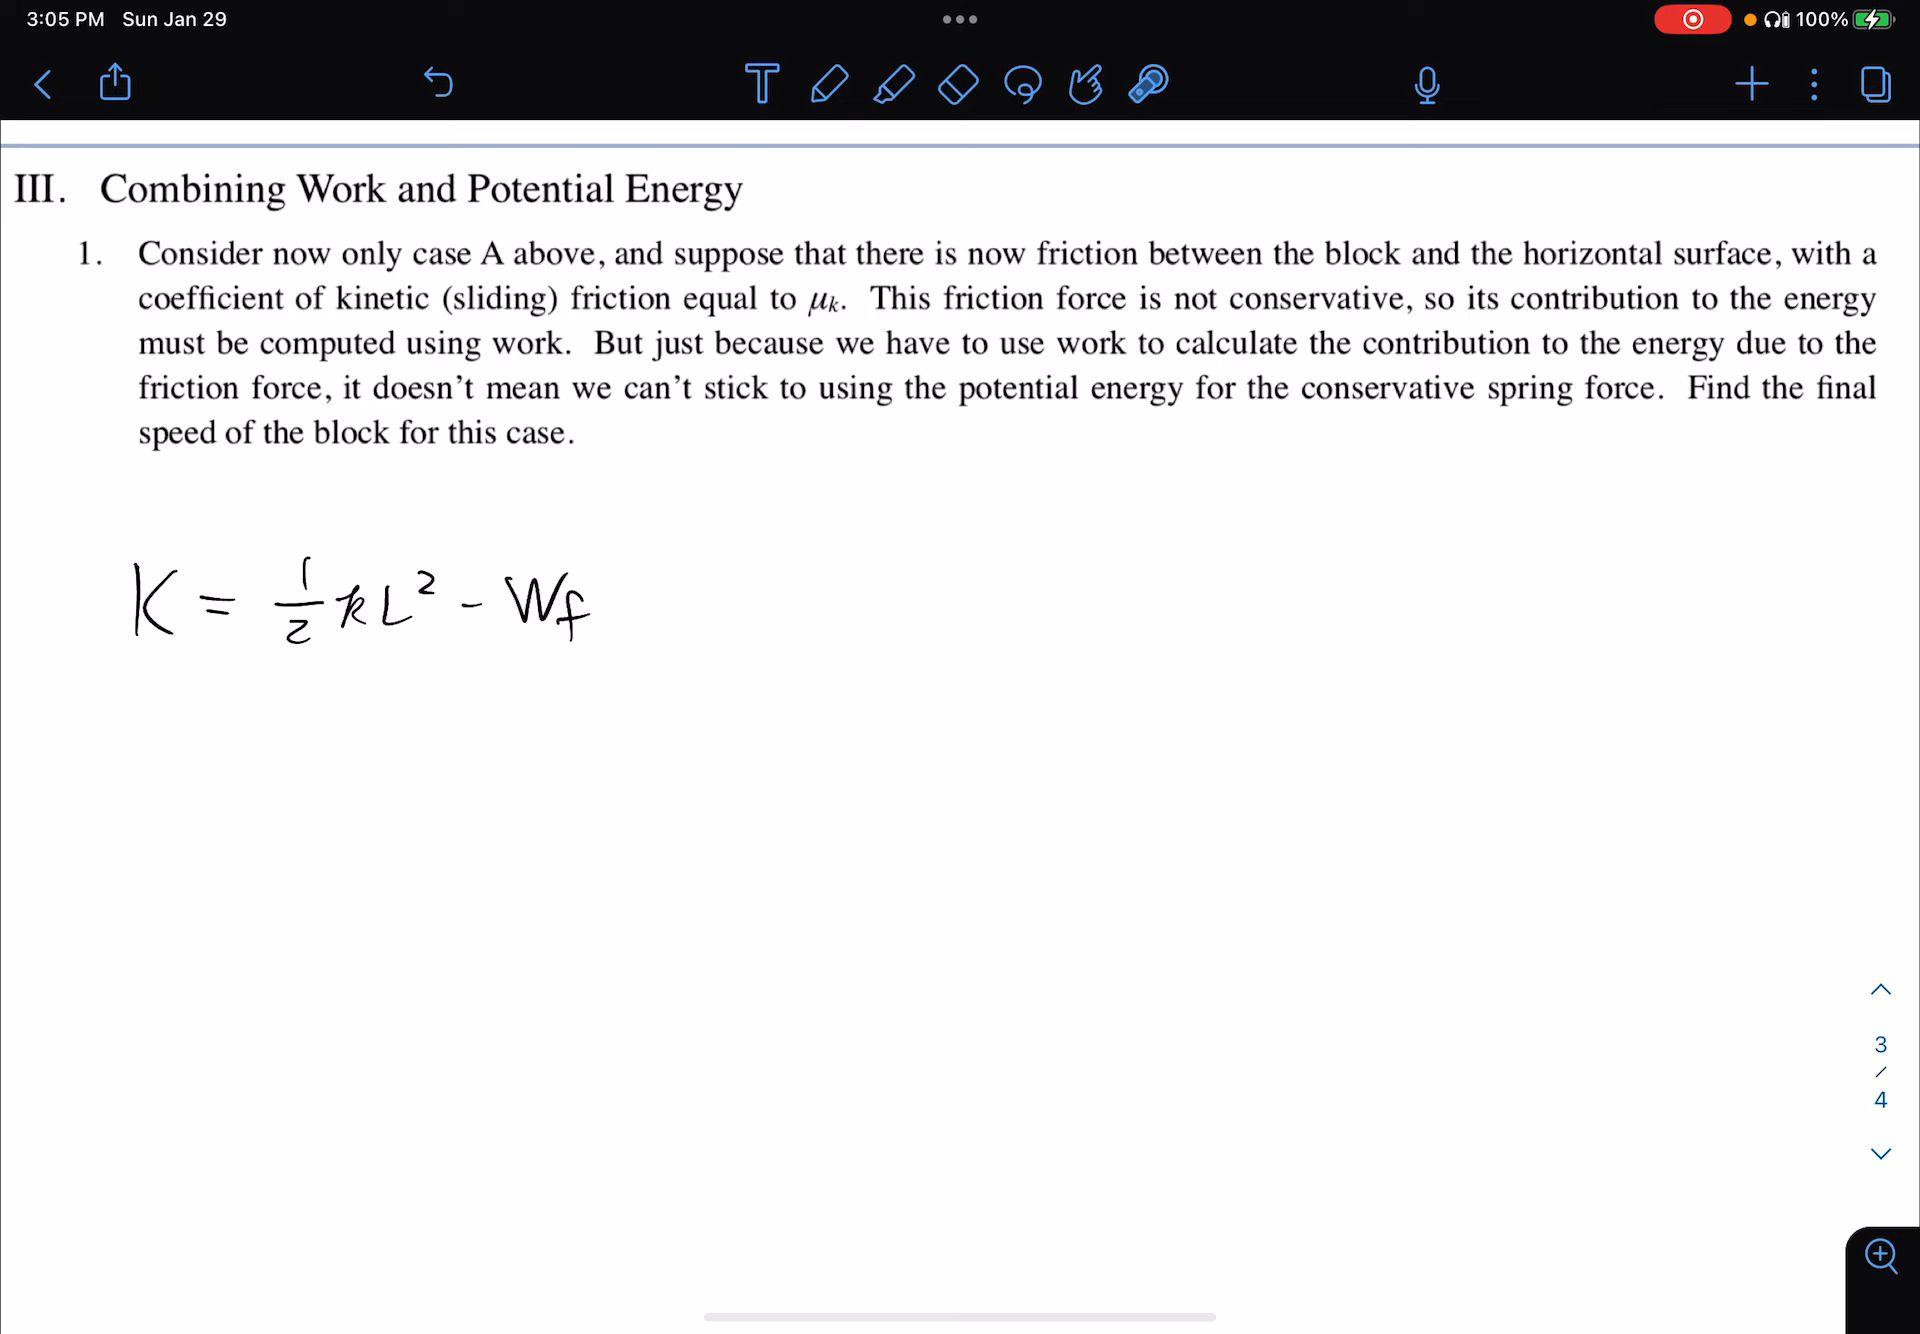 3:05 PM Sun Jan 29
100%
T
III. Combining Work and Potential Energy
1. Consider now only case A above, and suppose that there is now friction between the block and the horizontal surface, with a
coefficient of kinetic (sliding) friction equal to μₖ. This friction force is not conservative, so its contribution to the energy
must be computed using work. But just because we have to use work to calculate the contribution to the energy due to the
friction force, it doesn’t mean we can’t stick to using the potential energy for the conservative spring force. Find the final
speed of the block for this case.
K = 1/2 kL² - Wf
3
/
4